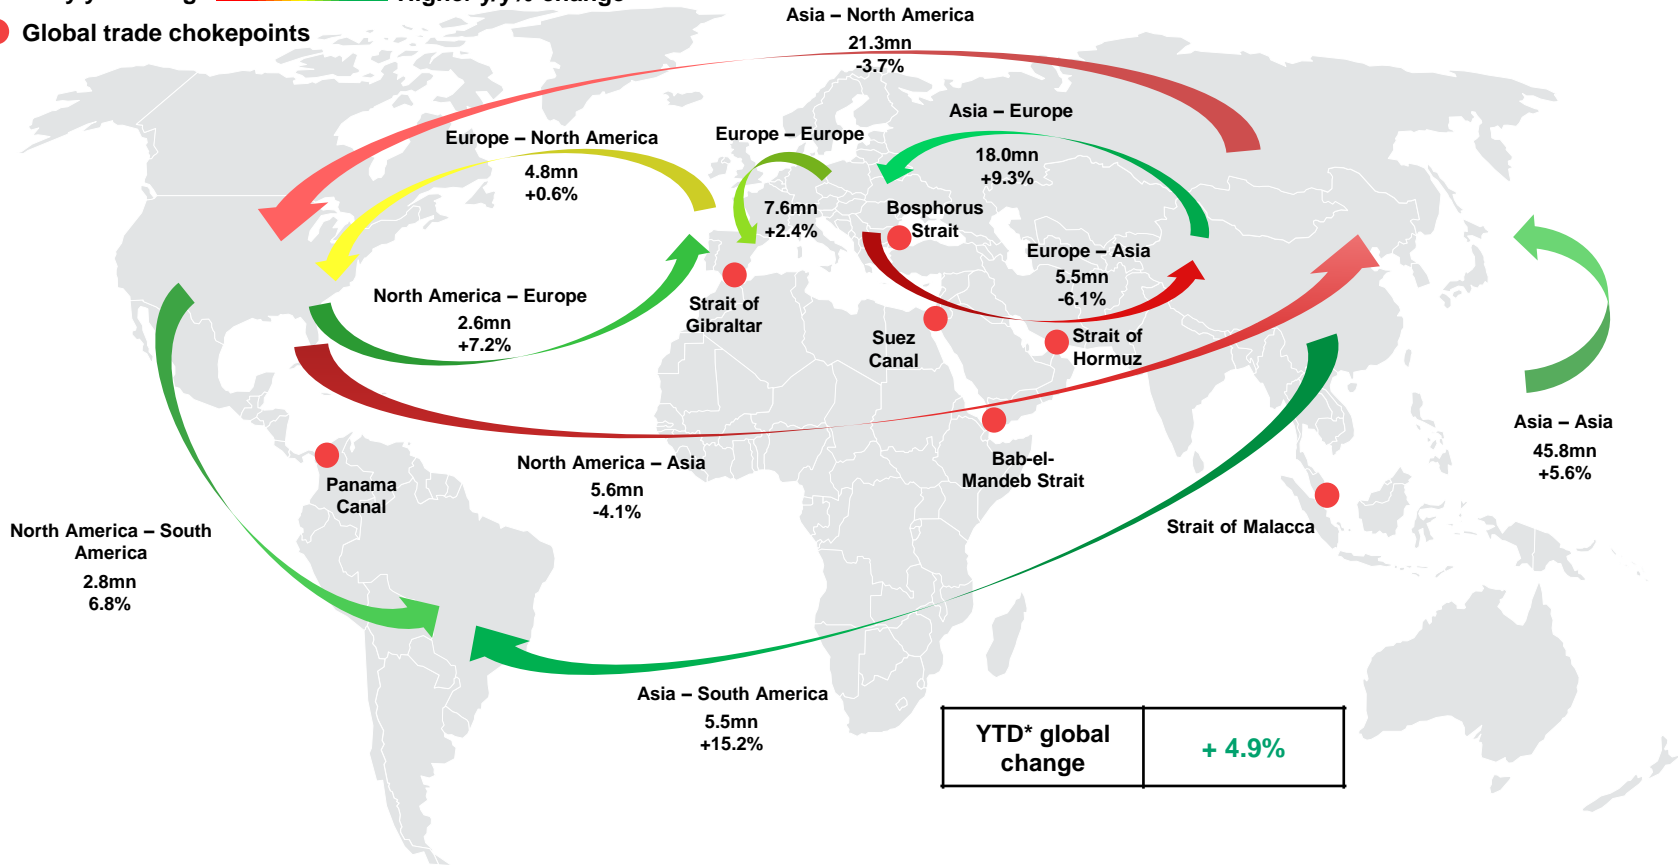 Higher y/y% change
Global trade chokepoints
Asia – North America
21.3mn
-3.7%
Europe – North America
4.8mn
+0.6%
Europe – Europe
7.6mn
+2.4%
Asia – Europe
18.0mn
+9.3%
Bosphorus
Strait
Europe – Asia
5.5mn
-6.1%
North America – Europe
2.6mn
+7.2%
Strait of
Gibraltar
Suez
Canal
Strait of
Hormuz
Asia – Asia
45.8mn
+5.6%
North America – Asia
5.6mn
-4.1%
Bab-el-
Mandeb Strait
Panama
Canal
Strait of Malacca
North America – South
America
2.8mn
6.8%
Asia – South America
5.5mn
+15.2%
YTD* global
change
+ 4.9%